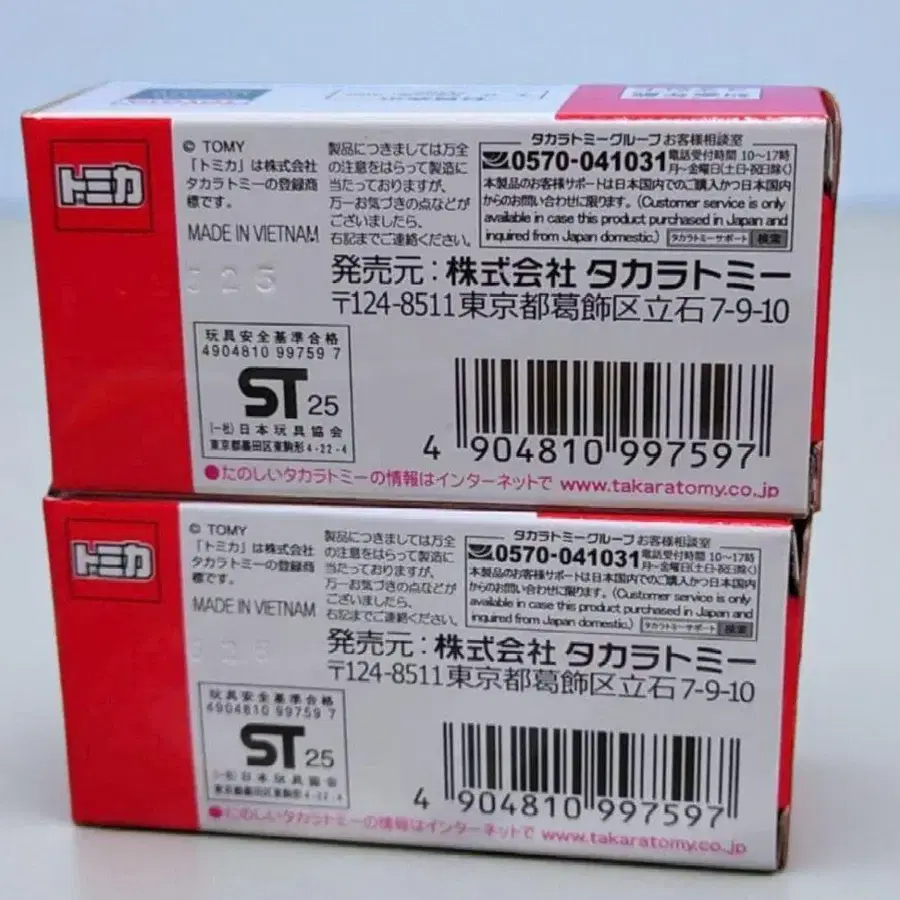 トミカ
© TOMY
「トミカ」は株式会社
タカラトミーの登録商
標です。
MADE IN VIETNAM
325
製品につきましては万全
の注意をはらって製造に
当たっておりますが、
万一お気づきの点などが
ございましたら、
右記までご連絡ください。
タカラトミーグループお客様相談室
0570-041031 電話受付時間 10〜17時
月〜金曜日(土日・祝日除く)
本製品のお客様サポートは日本国内でのご購入かつ日本国内
からのお問い合わせに限ります。(Customer service is only
available in case this product purchased in Japan and
inquired from Japan domestic.) タカラトミーサポート 検索
発売元：株式会社 タカラトミー
〒124-8511 東京都葛飾区立石7-9-10
玩具安全基準合格
4904810 99759 7
ST 25
(一社)日本玩具協会
東京都墨田区東駒形4-22-4
4 904810 997597
●たのしいタカラトミーの情報はインターネットで www.takaratomy.co.jp
トミカ
© TOMY
「トミカ」は株式会社
タカラトミーの登録商
標です。
MADE IN VIETNAM
325
製品につきましては万全
の注意をはらって製造に
当たっておりますが、
万一お気づきの点などが
ございましたら、
右記までご連絡ください。
タカラトミーグループお客様相談室
0570-041031 電話受付時間 10〜17時
月〜金曜日(土日・祝日除く)
本製品のお客様サポートは日本国内でのご購入かつ日本国内
からのお問い合わせに限ります。(Customer service is only
available in case this product purchased in Japan and
inquired from Japan domestic.) タカラトミーサポート 検索
発売元：株式会社 タカラトミー
〒124-8511 東京都葛飾区立石7-9-10
玩具安全基準合格
4904810 99759 7
ST 25
(一社)日本玩具協会
東京都墨田区東駒形4-22-4
4 904810 997597
●たのしいタカラトミーの情報はインターネットで www.takaratomy.co.jp